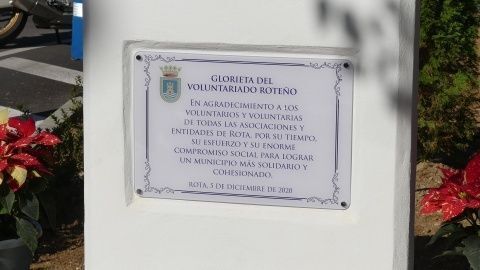 GLORIETA DEL
VOLUNTARIADO ROTEÑO
EN AGRADECIMIENTO A LOS
VOLUNTARIOS Y VOLUNTARIAS
DE TODAS LAS ASOCIACIONES Y
ENTIDADES DE ROTA, POR SU TIEMPO,
SU ESFUERZO Y SU ENORME
COMPROMISO SOCIAL PARA LOGRAR
UN MUNICIPIO MÁS SOLIDARIO Y
COHESIONADO.
ROTA, 5 DE DICIEMBRE DE 2020